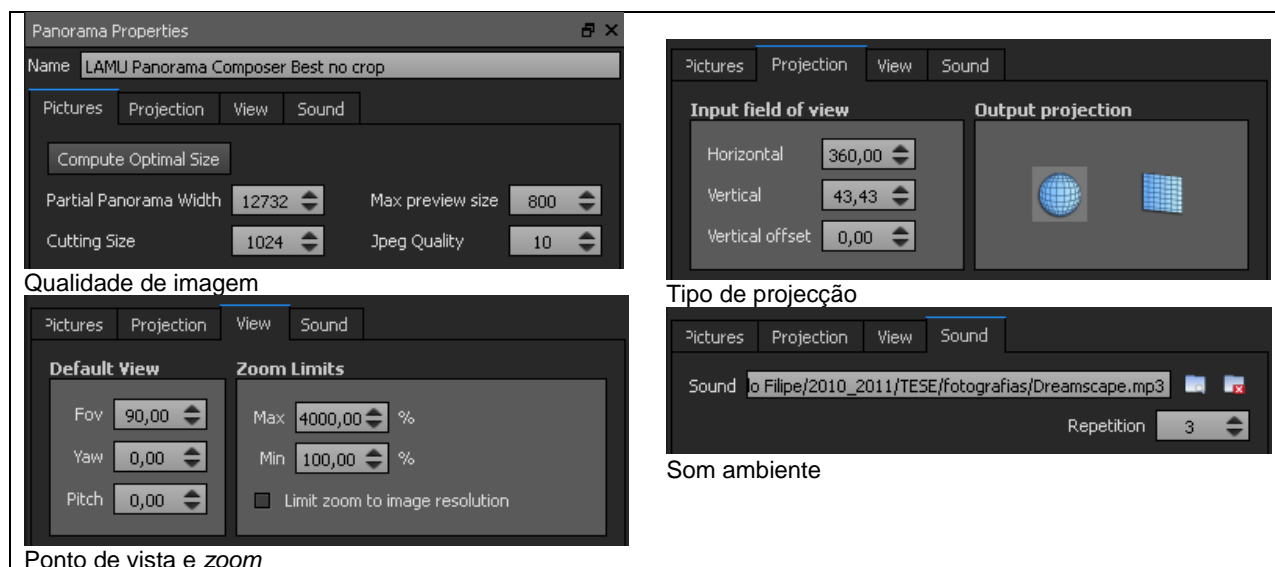 Panorama Properties
Name LAMU Panorama Composer Best no crop
Pictures Projection View Sound
Compute Optimal Size
Partial Panorama Width 12732 Max preview size 800
Cutting Size 1024 Jpeg Quality 10
Qualidade de imagem
Pictures Projection View Sound
Default View Zoom Limits
Fov 90,00 Max 4000,00 %
Yaw 0,00 Min 100,00 %
Pitch 0,00 Limit zoom to image resolution
Ponto de vista e zoom
Pictures Projection View Sound
Input field of view Output projection
Horizontal 360,00
Vertical 43,43
Vertical offset 0,00
Tipo de projecção
Pictures Projection View Sound
Sound lo Filipe/2010_2011/TESE/fotografias/Dreamscape.mp3
Repetition 3
Som ambiente